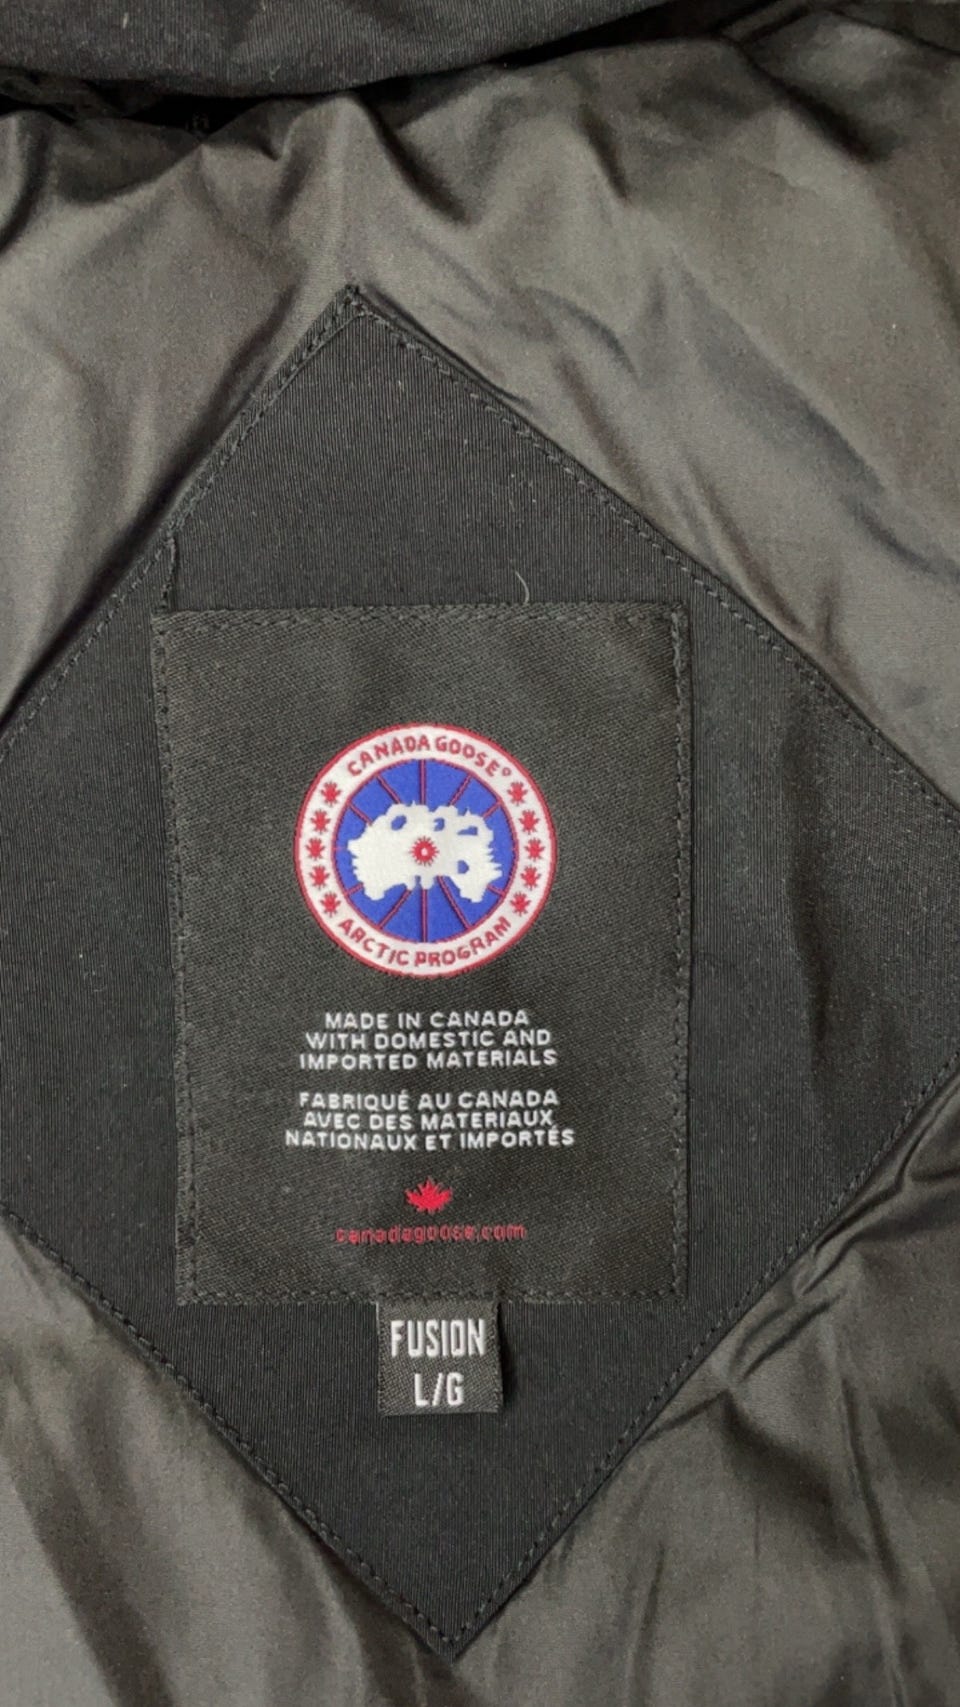 CANADA GOOSE®
ARCTIC PROGRAM
MADE IN CANADA
WITH DOMESTIC AND
IMPORTED MATERIALS
FABRIQUÉ AU CANADA
AVEC DES MATERIAUX
NATIONAUX ET IMPORTÉS
canadagoose.com
FUSION
L/G